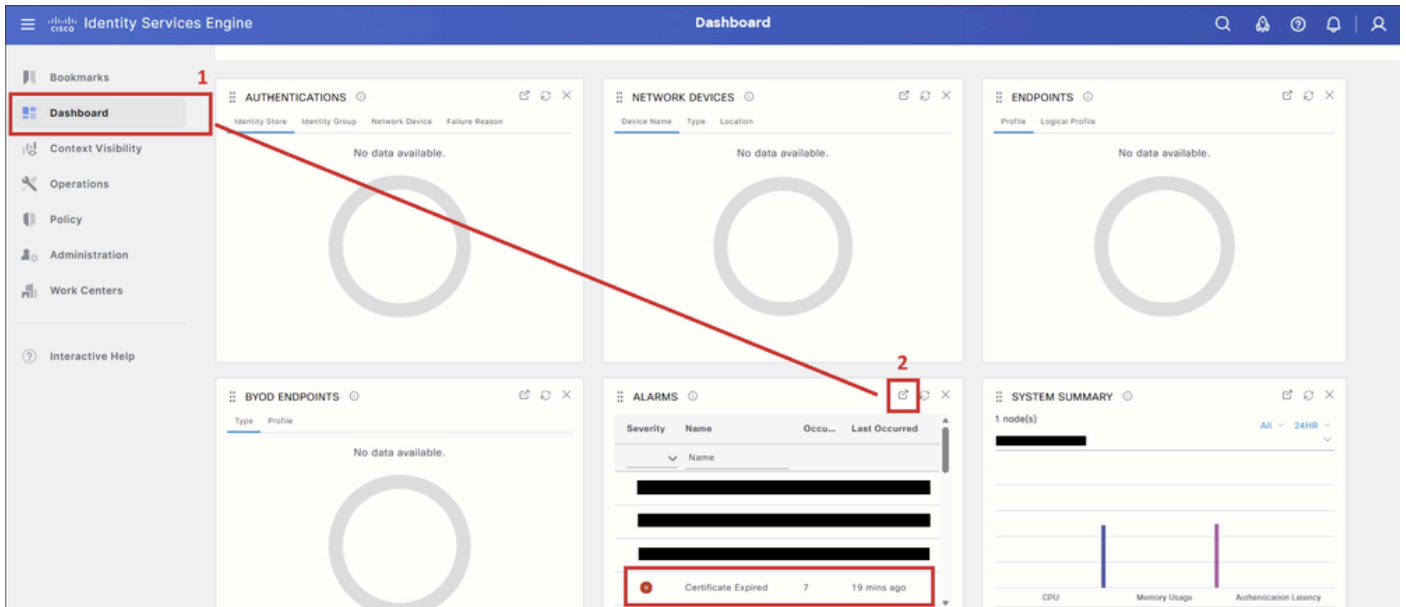 cisco Identity Services Engine
Dashboard
Bookmarks
1
Dashboard
Context Visibility
Operations
Policy
Administration
Work Centers
Interactive Help
AUTHENTICATIONS
Identity Store Identity Group Network Device Failure Reason
No data available.
NETWORK DEVICES
Device Name Type Location
No data available.
ENDPOINTS
Profile Logical Profile
No data available.
BYOD ENDPOINTS
Type Profile
No data available.
2
ALARMS
Severity Name Occu... Last Occurred
Name
Certificate Expired 7 19 mins ago
SYSTEM SUMMARY
1 node(s)
All 24HR
CPU Memory Usage Authentication Latency